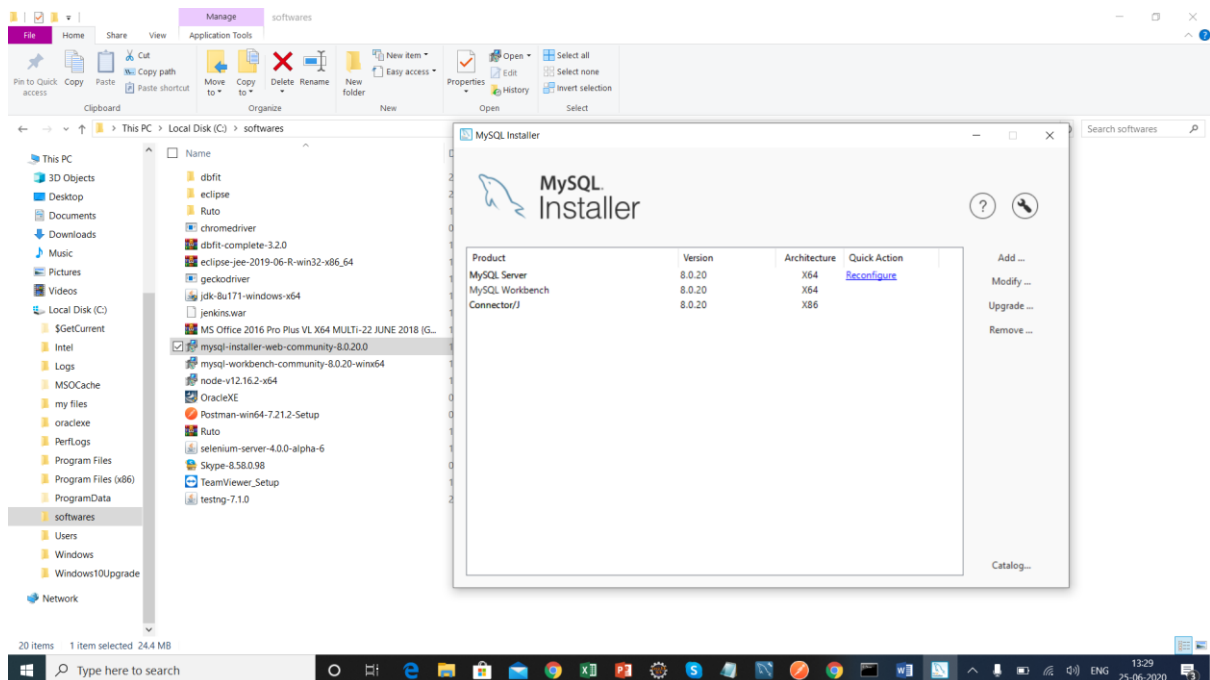 Manage softwares
File Home Share View Application Tools
Pin to Quick access
Copy
Paste
Cut
Copy path
Paste shortcut
Clipboard
Move to
Copy to
Delete
Rename
Organize
New folder
New item
Easy access
New
Properties
Open
Edit
History
Open
Select all
Select none
Invert selection
Select
This PC > Local Disk (C:) > softwares
Search softwares
This PC
3D Objects
Desktop
Documents
Downloads
Music
Pictures
Videos
Local Disk (C:)
$GetCurrent
Intel
Logs
MSOCache
my files
oraclexe
PerfLogs
Program Files
Program Files (x86)
ProgramData
softwares
Users
Windows
Windows10Upgrade
Network
Name
dbfit
eclipse
Ruto
chromedriver
dbfit-complete-3.2.0
eclipse-jee-2019-06-R-win32-x86_64
geckodriver
jdk-8u171-windows-x64
jenkins.war
MS Office 2016 Pro Plus VL X64 MULTi-22 JUNE 2018 (G...
mysql-installer-web-community-8.0.20.0
mysql-workbench-community-8.0.20-winx64
node-v12.16.2-x64
OracleXE
Postman-win64-7.21.2-Setup
Ruto
selenium-server-4.0.0-alpha-6
Skype-8.58.0.98
TeamViewer_Setup
testng-7.1.0
MySQL Installer
MySQL.
Installer
?
Product Version Architecture Quick Action
MySQL Server 8.0.20 X64 Reconfigure
MySQL Workbench 8.0.20 X64
Connector/J 8.0.20 X86
Add ...
Modify ...
Upgrade ...
Remove ...
Catalog...
20 items 1 item selected 24.4 MB
Type here to search
ENG
13:29
25-06-2020